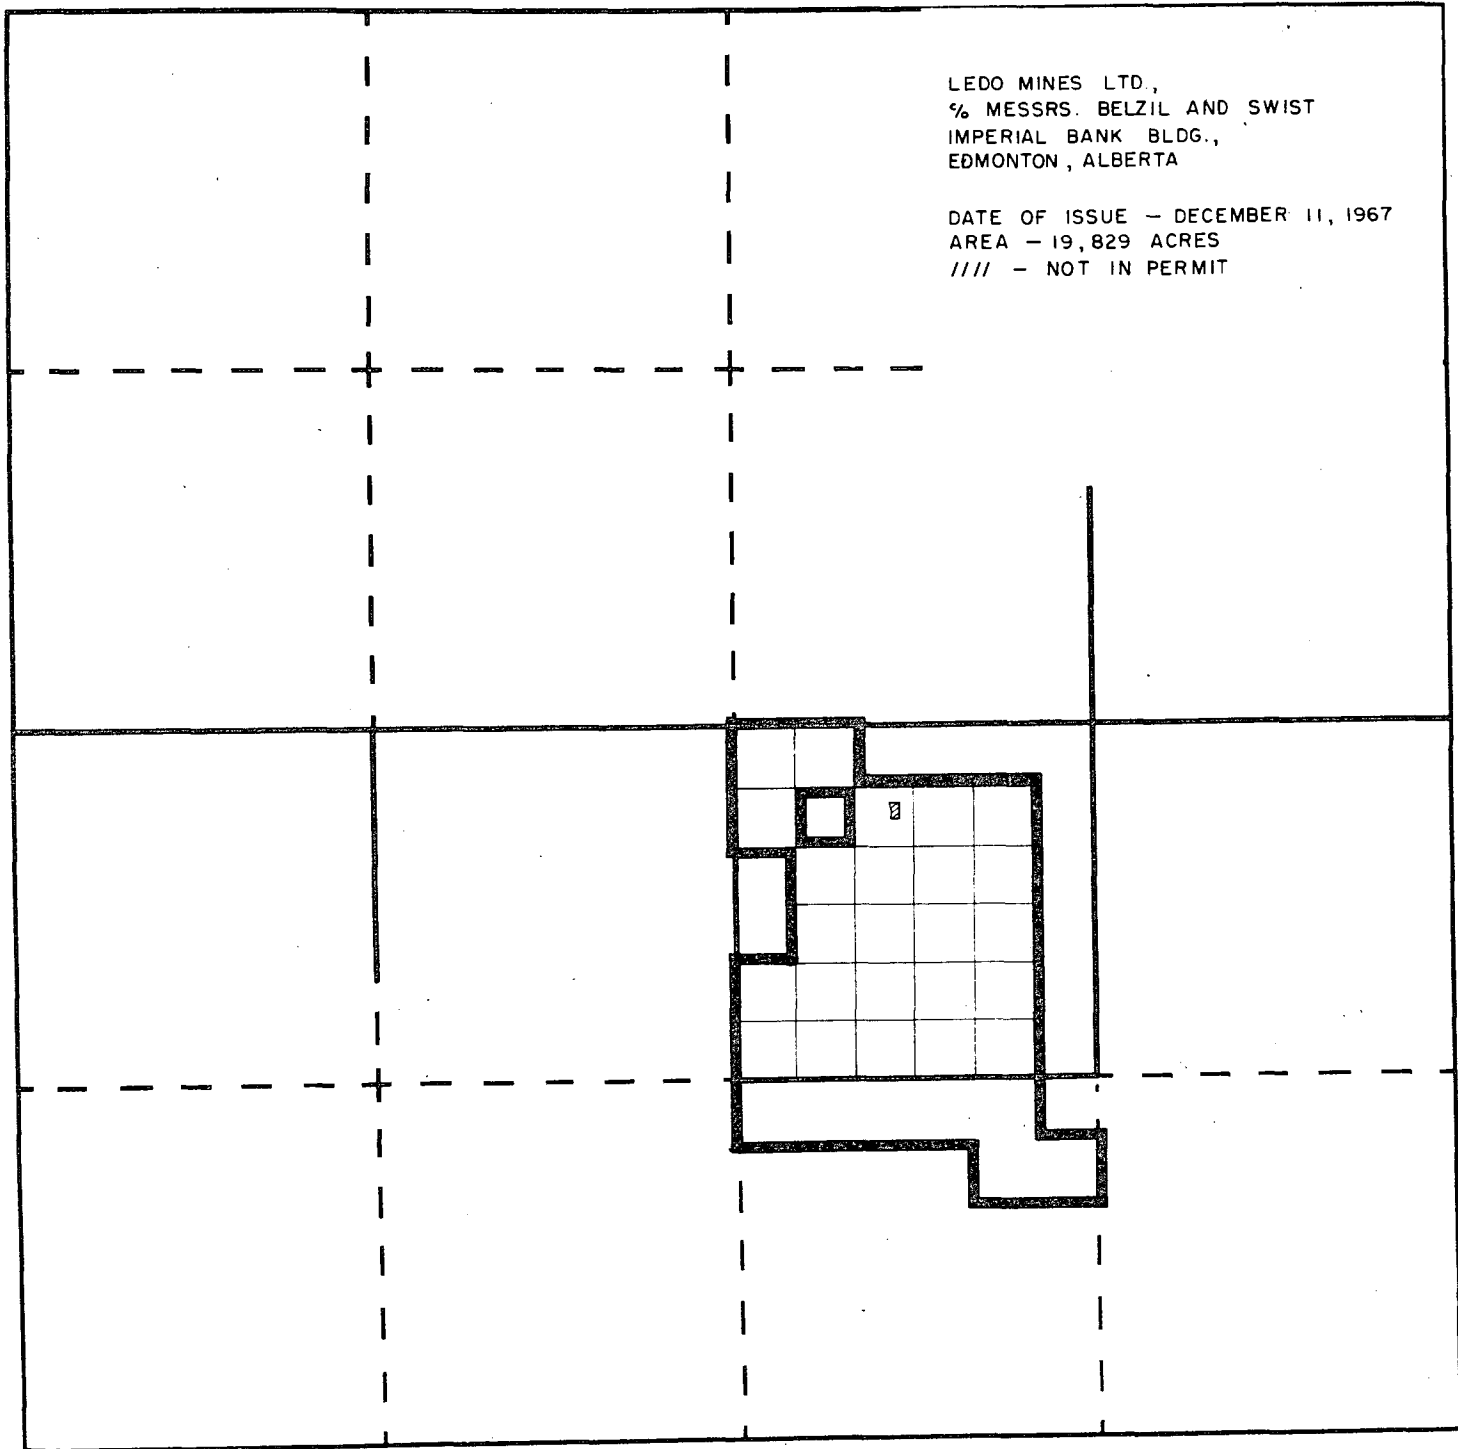 LEDO MINES LTD.,
℅ MESSRS. BELZIL AND SWIST
IMPERIAL BANK BLDG.,
EDMONTON, ALBERTA
DATE OF ISSUE — DECEMBER 11, 1967
AREA — 19,829 ACRES
//// — NOT IN PERMIT